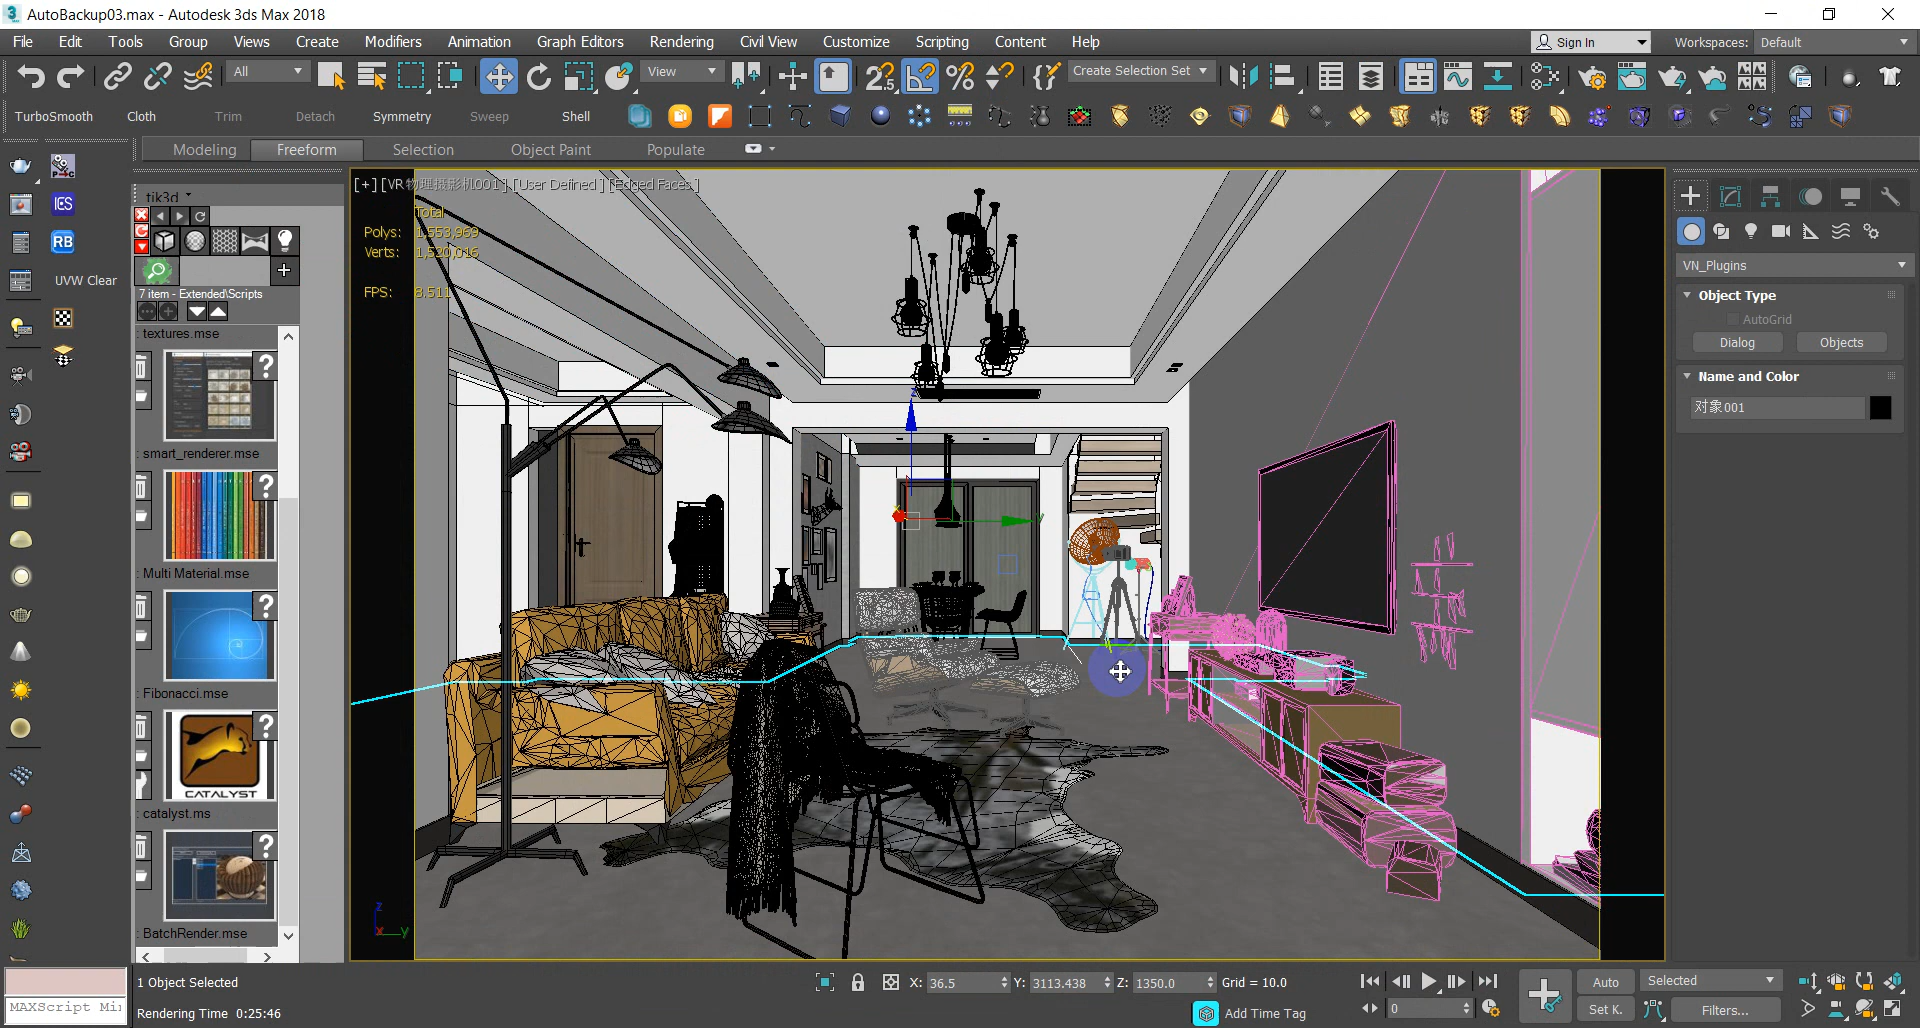 AutoBackup03.max - Autodesk 3ds Max 2018
File Edit Tools Group Views Create Modifiers Animation Graph Editors Rendering Civil View Customize Scripting Content Help
Sign In
Workspaces: Default
All
View
Create Selection Set
TurboSmooth Cloth Trim Detach Symmetry Sweep Shell
Modeling Freeform Selection Object Paint Populate
tik3d
IES
RB
UVW Clear
7 item - Extended\Scripts
: textures.mse
: smart_renderer.mse
: Multi Material.mse
: Fibonacci.mse
CATALYST
: catalyst.ms
: BatchRender.mse
[+] [VR物理摄影机001] [User Defined] [Edged Faces]
Total
Polys: 1,553,969
Verts: 1,520,016
FPS: 8.511
z
y
z
x
y
VN_Plugins
Object Type
AutoGrid
Dialog Objects
Name and Color
对象001
1 Object Selected
MAXScript Mi
Rendering Time 0:25:46
X: 36.5 Y: 3113.438 Z: 1350.0 Grid = 10.0
Add Time Tag
0
Auto
Selected
Set K.
Filters...